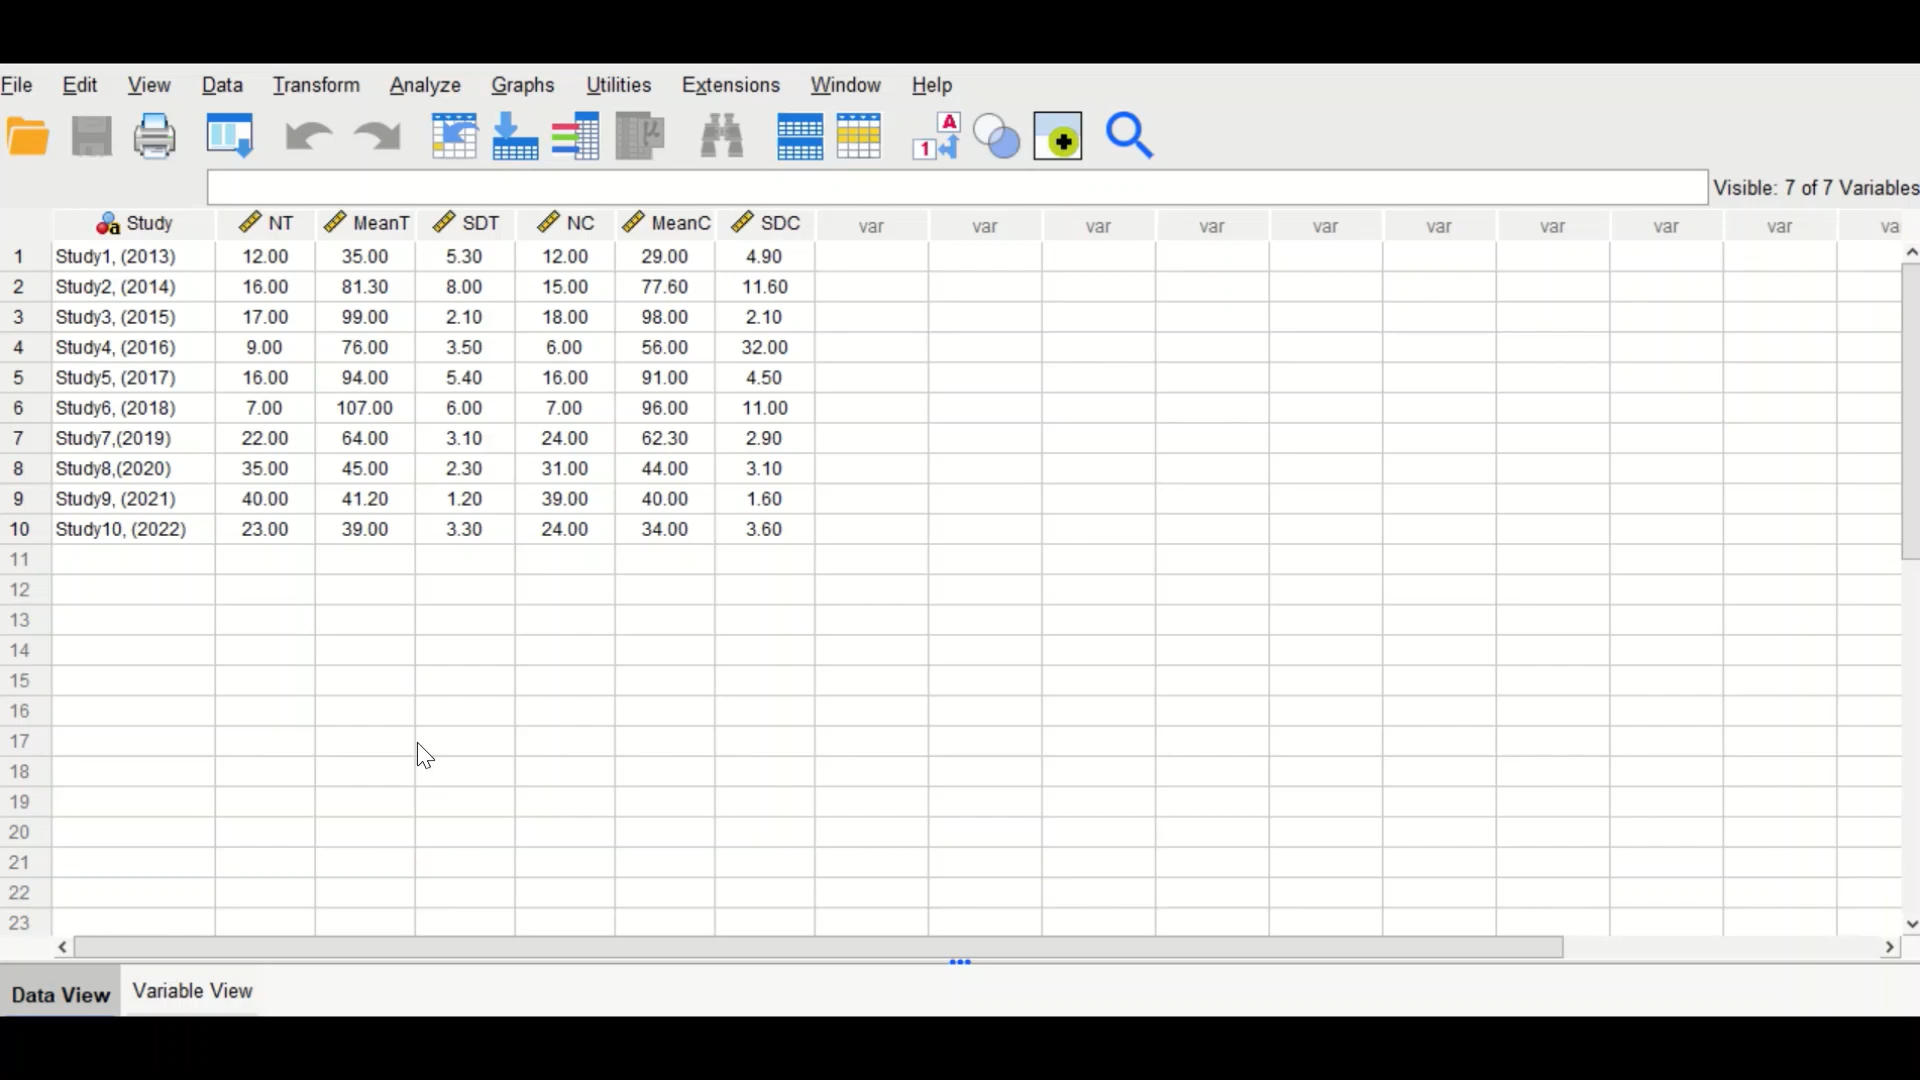 File Edit View Data Transform Analyze Graphs Utilities Extensions Window Help
A
1
Visible: 7 of 7 Variables
Study NT MeanT SDT NC MeanC SDC var var var var var var var var var va
1 Study1, (2013) 12.00 35.00 5.30 12.00 29.00 4.90
2 Study2, (2014) 16.00 81.30 8.00 15.00 77.60 11.60
3 Study3, (2015) 17.00 99.00 2.10 18.00 98.00 2.10
4 Study4, (2016) 9.00 76.00 3.50 6.00 56.00 32.00
5 Study5, (2017) 16.00 94.00 5.40 16.00 91.00 4.50
6 Study6, (2018) 7.00 107.00 6.00 7.00 96.00 11.00
7 Study7,(2019) 22.00 64.00 3.10 24.00 62.30 2.90
8 Study8,(2020) 35.00 45.00 2.30 31.00 44.00 3.10
9 Study9, (2021) 40.00 41.20 1.20 39.00 40.00 1.60
10 Study10, (2022) 23.00 39.00 3.30 24.00 34.00 3.60
11
12
13
14
15
16
17
18
19
20
21
22
23
Data View Variable View